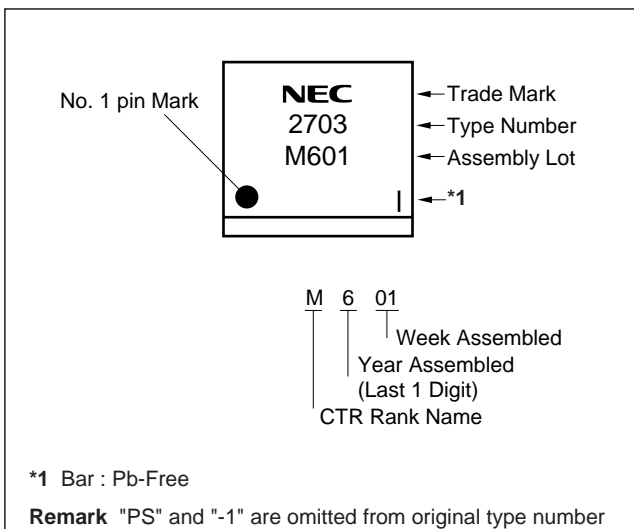 No. 1 pin Mark
NEC
2703
M601
Trade Mark
Type Number
Assembly Lot
*1
M 6 01
Week Assembled
Year Assembled
(Last 1 Digit)
CTR Rank Name
*1 Bar : Pb-Free
Remark "PS" and "-1" are omitted from original type number